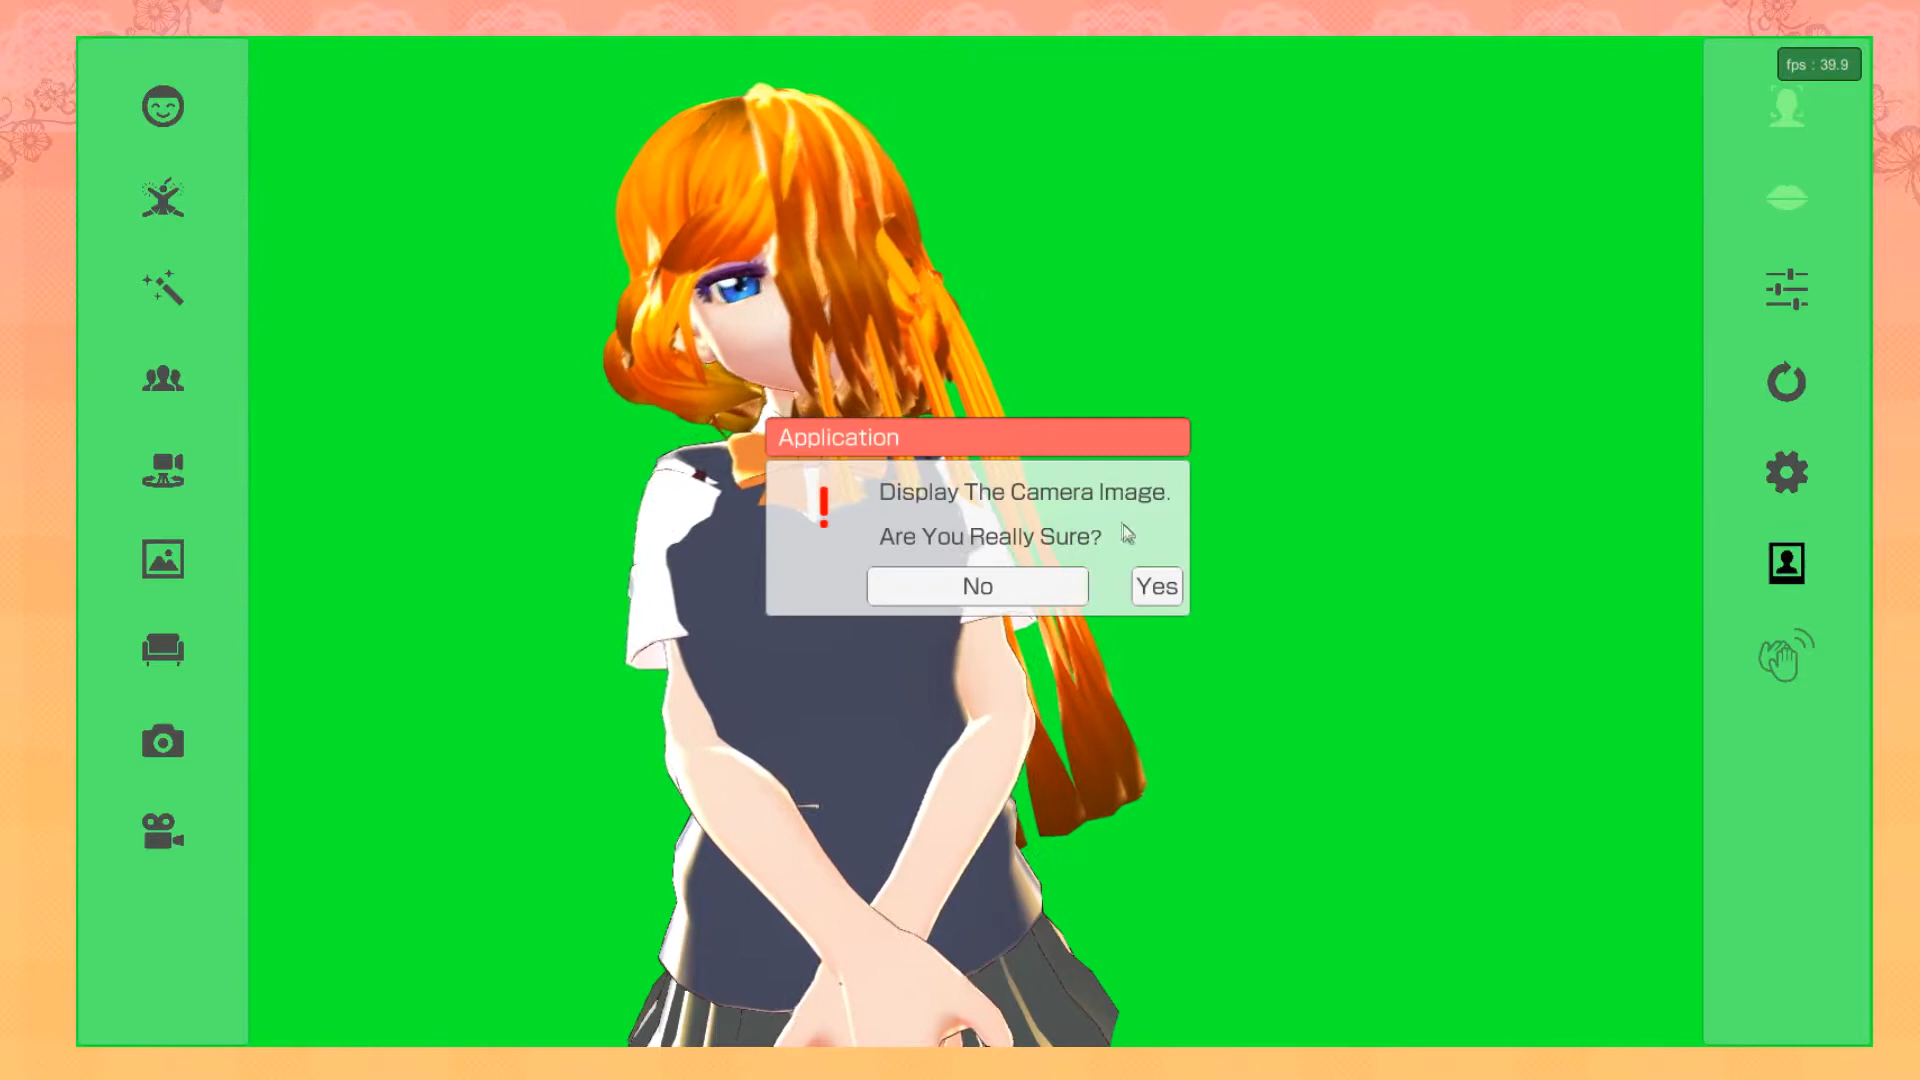 fps : 39.9
Application
Display The Camera Image.
Are You Really Sure?
No
Yes